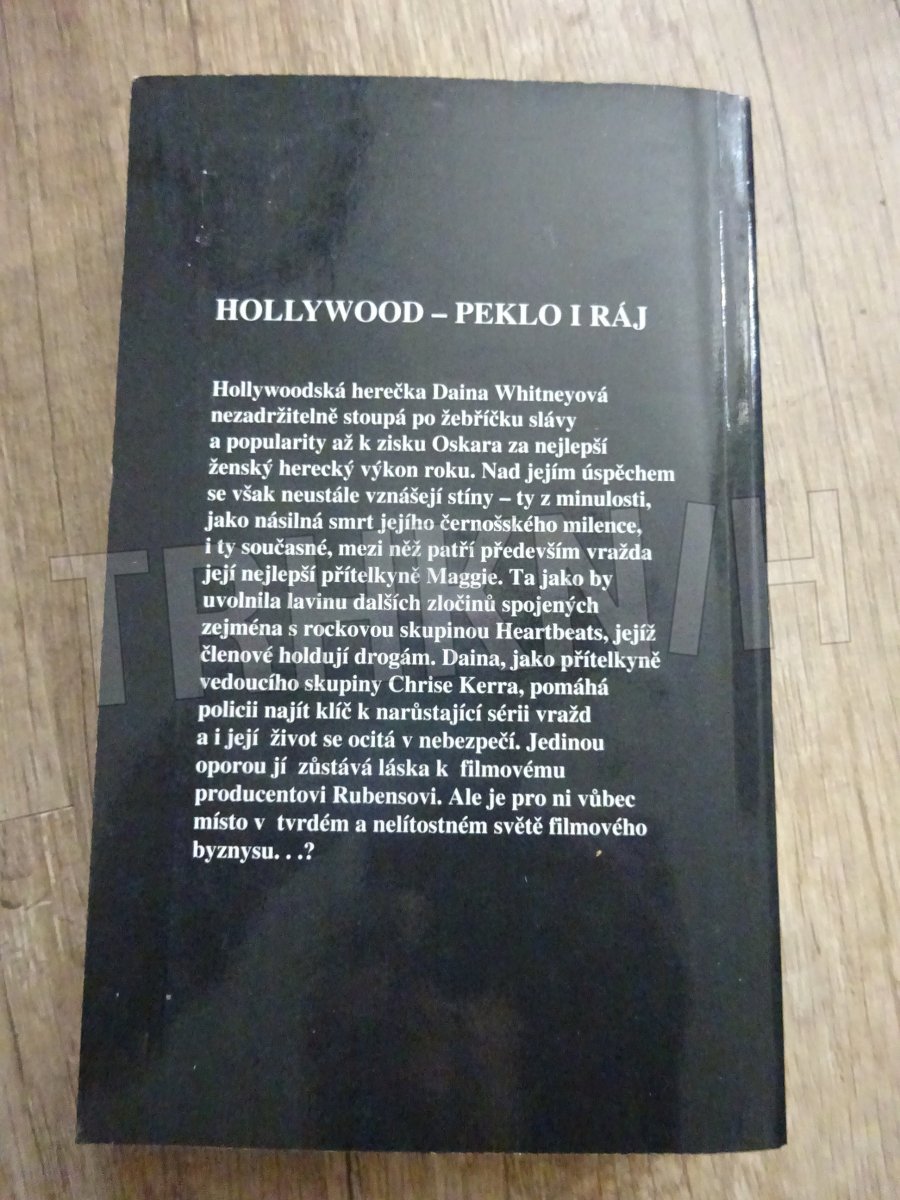 HOLLYWOOD – PEKLO I RÁJ
Hollywoodská herečka Daina Whitneyová
nezadržitelně stoupá po žebříčku slávy
a popularity až k zisku Oskara za nejlepší
ženský herecký výkon roku. Nad jejím úspěchem
se však neustále vznášejí stíny – ty z minulosti,
jako násilná smrt jejího černošského milence,
i ty současné, mezi něž patří především vražda
její nejlepší přítelkyně Maggie. Ta jako by
uvolnila lavinu dalších zločinů spojených
zejména s rockovou skupinou Heartbeats, jejíž
členové holdují drogám. Daina, jako přítelkyně
vedoucího skupiny Chrise Kerra, pomáhá
policii najít klíč k narůstající sérii vražd
a i její život se ocitá v nebezpečí. Jedinou
oporou jí zůstává láska k filmovému
producentovi Rubensovi. Ale je pro ni vůbec
místo v tvrdém a nelítostném světě filmového
byznysu. . .?